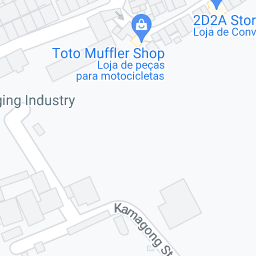 2D2A Stor
Loja de Conv
Toto Muffler Shop
Loja de peças
para motocicletas
ging Industry
Kamagong St